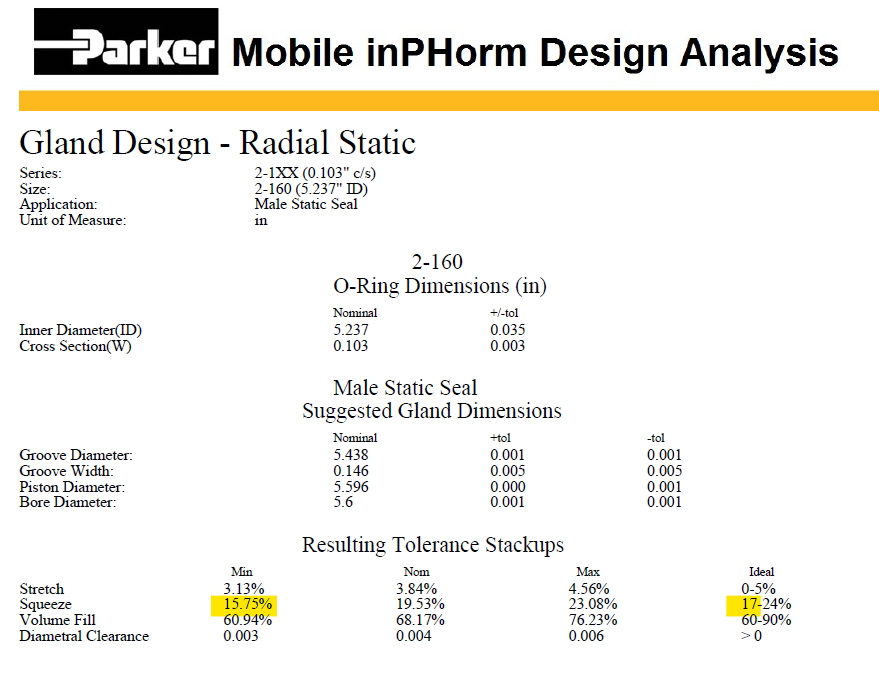 Parker Mobile inPHorm Design Analysis
Gland Design - Radial Static
Series: 2-1XX (0.103" c/s)
Size: 2-160 (5.237" ID)
Application: Male Static Seal
Unit of Measure: in
2-160
O-Ring Dimensions (in)
Nominal +/-tol
Inner Diameter(ID) 5.237 0.035
Cross Section(W) 0.103 0.003
Male Static Seal
Suggested Gland Dimensions
Nominal +tol -tol
Groove Diameter: 5.438 0.001 0.001
Groove Width: 0.146 0.005 0.005
Piston Diameter: 5.596 0.000 0.001
Bore Diameter: 5.6 0.001 0.001
Resulting Tolerance Stackups
Min Nom Max Ideal
Stretch 3.13% 3.84% 4.56% 0-5%
Squeeze 15.75% 19.53% 23.08% 17-24%
Volume Fill 60.94% 68.17% 76.23% 60-90%
Diametral Clearance 0.003 0.004 0.006 > 0